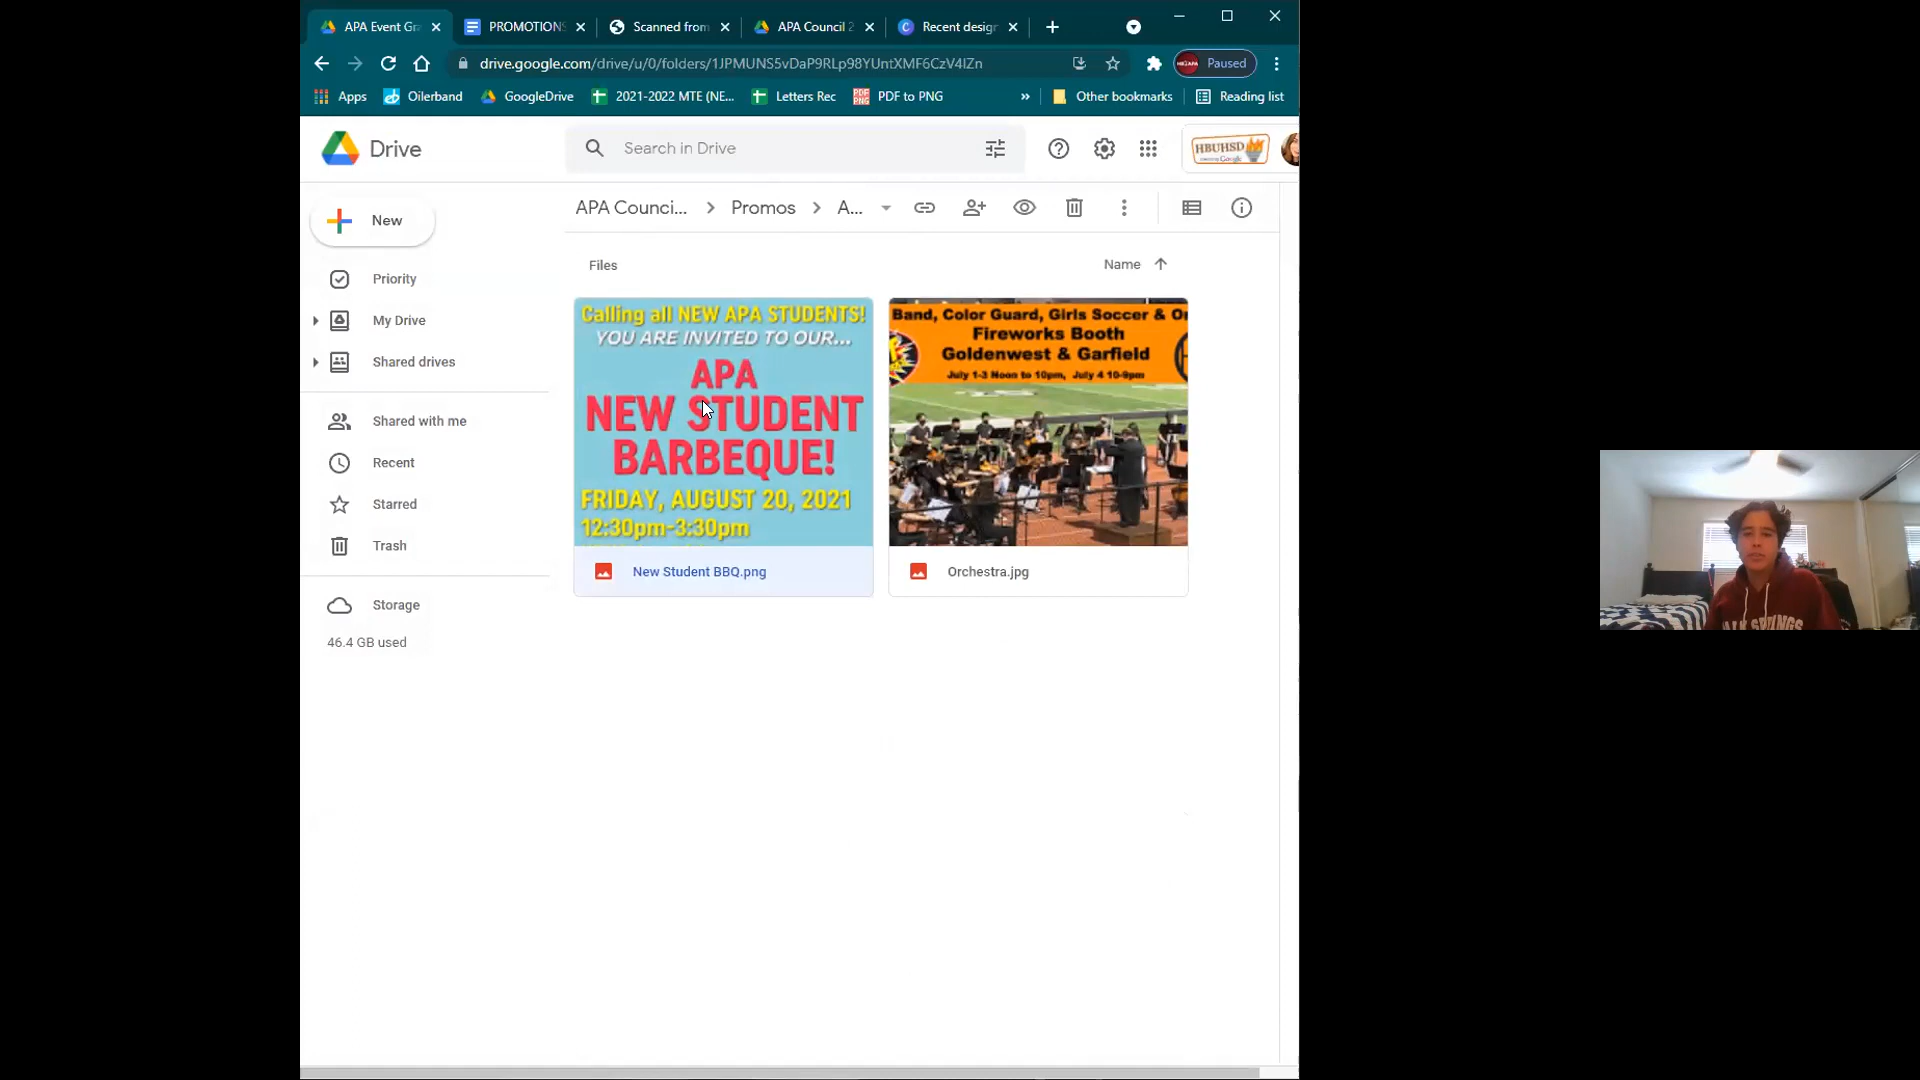 APA Event Gra
PROMOTIONS
Scanned from
APA Council 2
Recent design
drive.google.com/drive/u/0/folders/1JPMUNS5vDaP9RLp98YUntXMF6CzV4IZn
Paused
Apps
Oilerband
GoogleDrive
2021-2022 MTE (NE...
Letters Rec
PDF to PNG
»
Other bookmarks
Reading list
Drive
Search in Drive
HBUHSD
New
APA Counci...
Promos
A...
Priority
My Drive
Shared drives
Shared with me
Recent
Starred
Trash
Storage
46.4 GB used
Files
Name
Calling all NEW APA STUDENTS!
YOU ARE INVITED TO OUR...
APA
NEW STUDENT
BARBEQUE!
FRIDAY, AUGUST 20, 2021
12:30pm-3:30pm
New Student BBQ.png
Band, Color Guard, Girls Soccer & Or
Fireworks Booth
Goldenwest & Garfield
July 1-3 Noon to 10pm, July 4 10-9pm
Orchestra.jpg